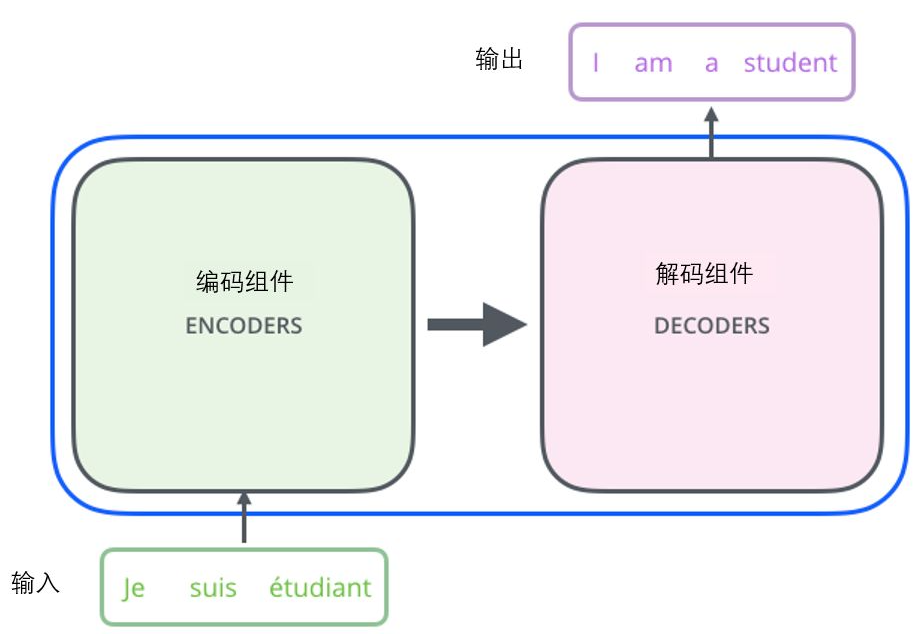 输出
I am a student
编码组件
ENCODERS
解码组件
DECODERS
输入
Je suis étudiant